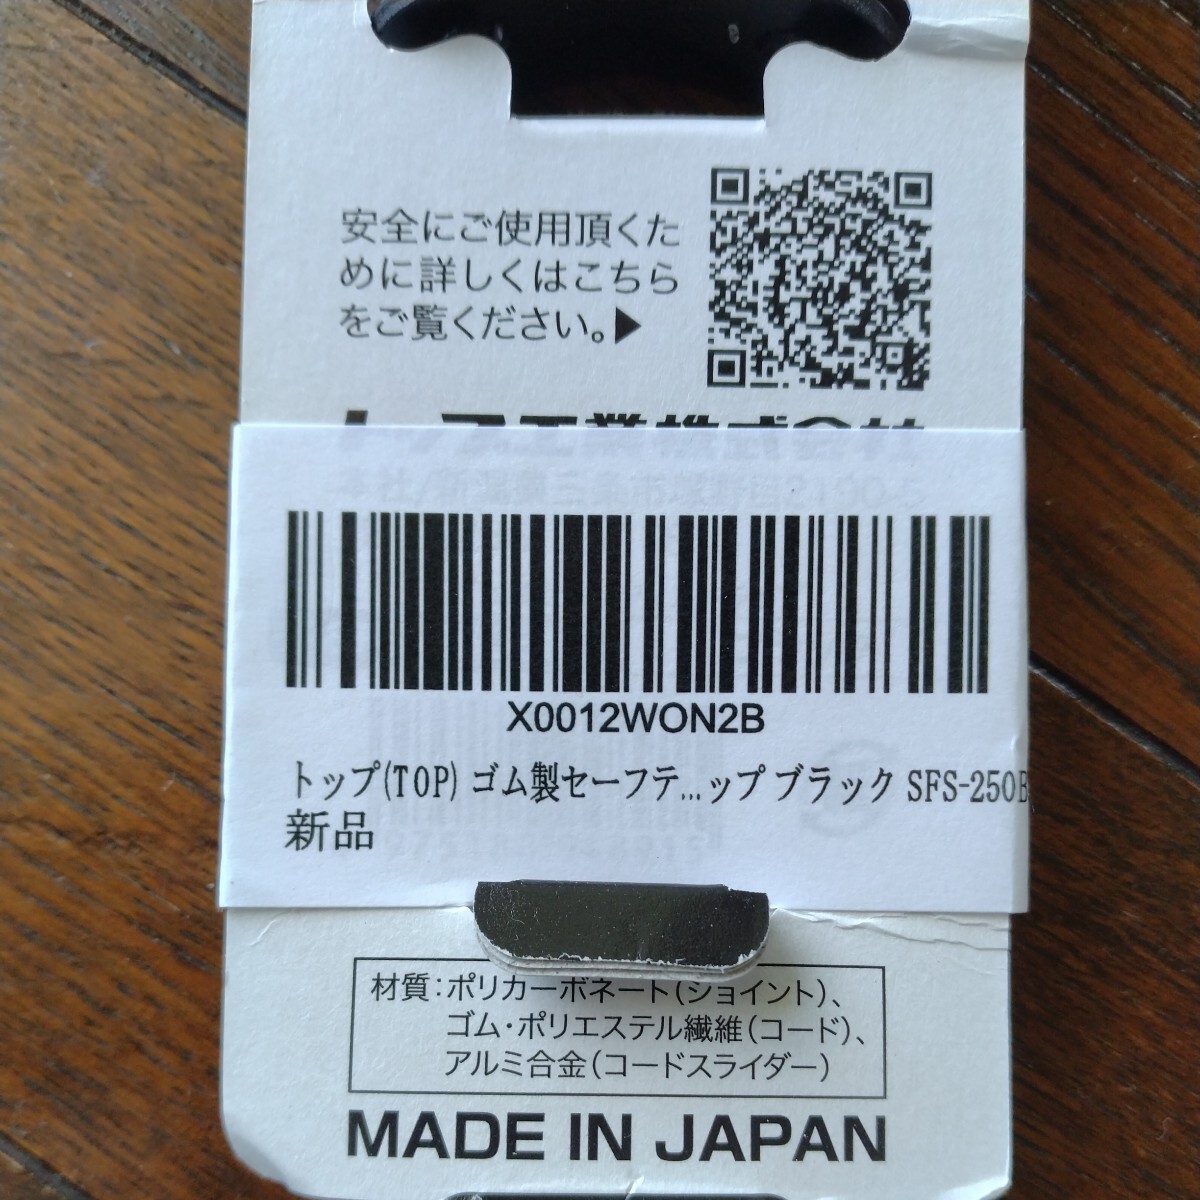 安全にご使用頂くた
めに詳しくはこちら
をご覧ください。▶
X0012WON2B
トップ(TOP) ゴム製セーフテ...ップ ブラック SFS-250B
新品
材質：ポリカーボネート(ジョイント)、
ゴム・ポリエステル繊維(コード)、
アルミ合金(コードスライダー)
MADE IN JAPAN